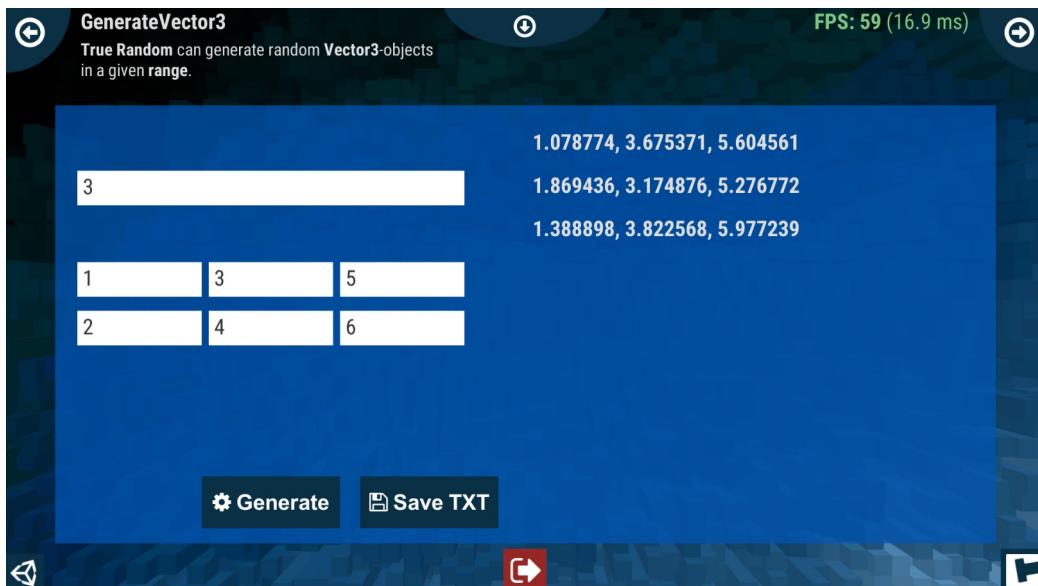 GenerateVector3
True Random can generate random Vector3-objects
in a given range.
FPS: 59 (16.9 ms)
3
1 3 5
2 4 6
1.078774, 3.675371, 5.604561
1.869436, 3.174876, 5.276772
1.388898, 3.822568, 5.977239
Generate
Save TXT